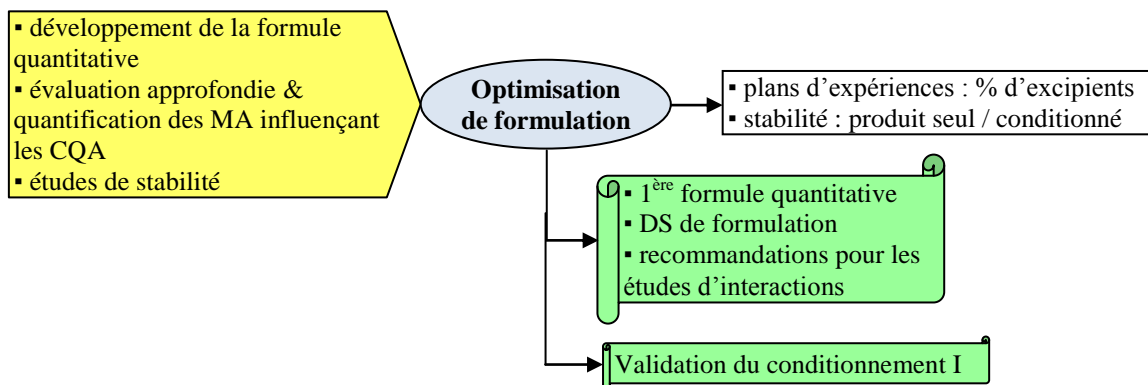 ▪ développement de la formule
quantitative
▪ évaluation approfondie &
quantification des MA influençant
les CQA
▪ études de stabilité
Optimisation
de formulation
▪ plans d’expériences : % d’excipients
▪ stabilité : produit seul / conditionné
▪ 1ère formule quantitative
▪ DS de formulation
▪ recommandations pour les
études d’interactions
Validation du conditionnement I